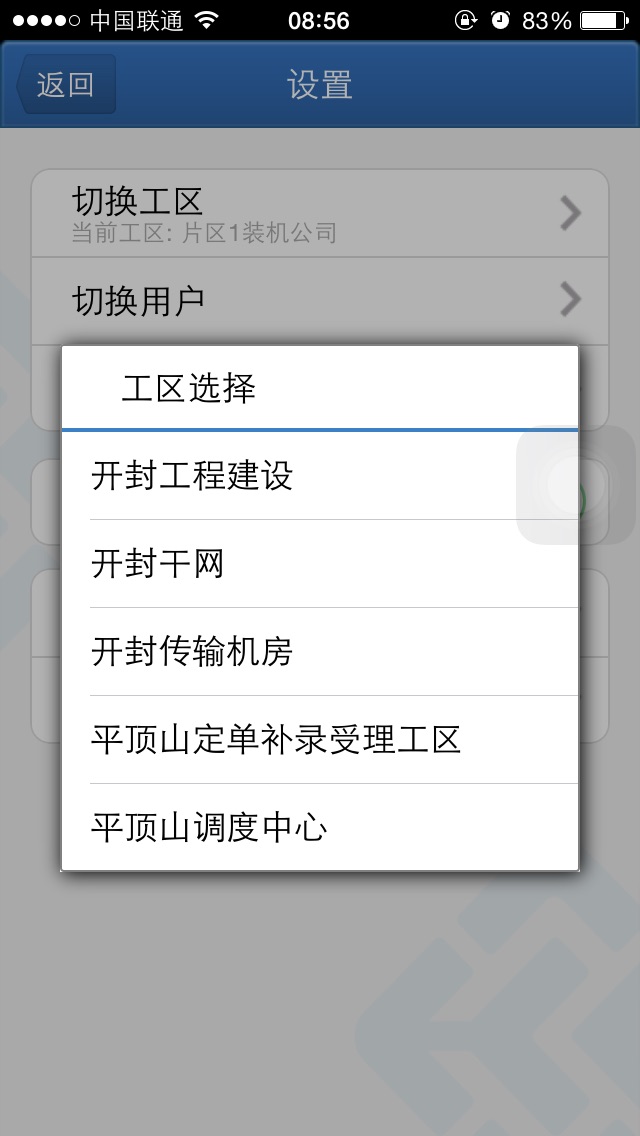 中国联通 08:56 83%
返回 设置
切换工区
当前工区: 片区1装机公司
切换用户
工区选择
开封工程建设
开封干网
开封传输机房
平顶山定单补录受理工区
平顶山调度中心